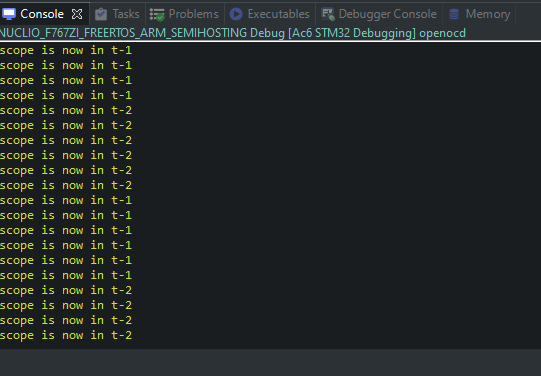 Console Tasks Problems Executables Debugger Console Memory
NUCLIO_F767ZI_FREERTOS_ARM_SEMIHOSTING Debug [Ac6 STM32 Debugging] openocd
scope is now in t-1
scope is now in t-1
scope is now in t-1
scope is now in t-1
scope is now in t-2
scope is now in t-2
scope is now in t-2
scope is now in t-2
scope is now in t-2
scope is now in t-2
scope is now in t-1
scope is now in t-1
scope is now in t-1
scope is now in t-1
scope is now in t-1
scope is now in t-1
scope is now in t-2
scope is now in t-2
scope is now in t-2
scope is now in t-2